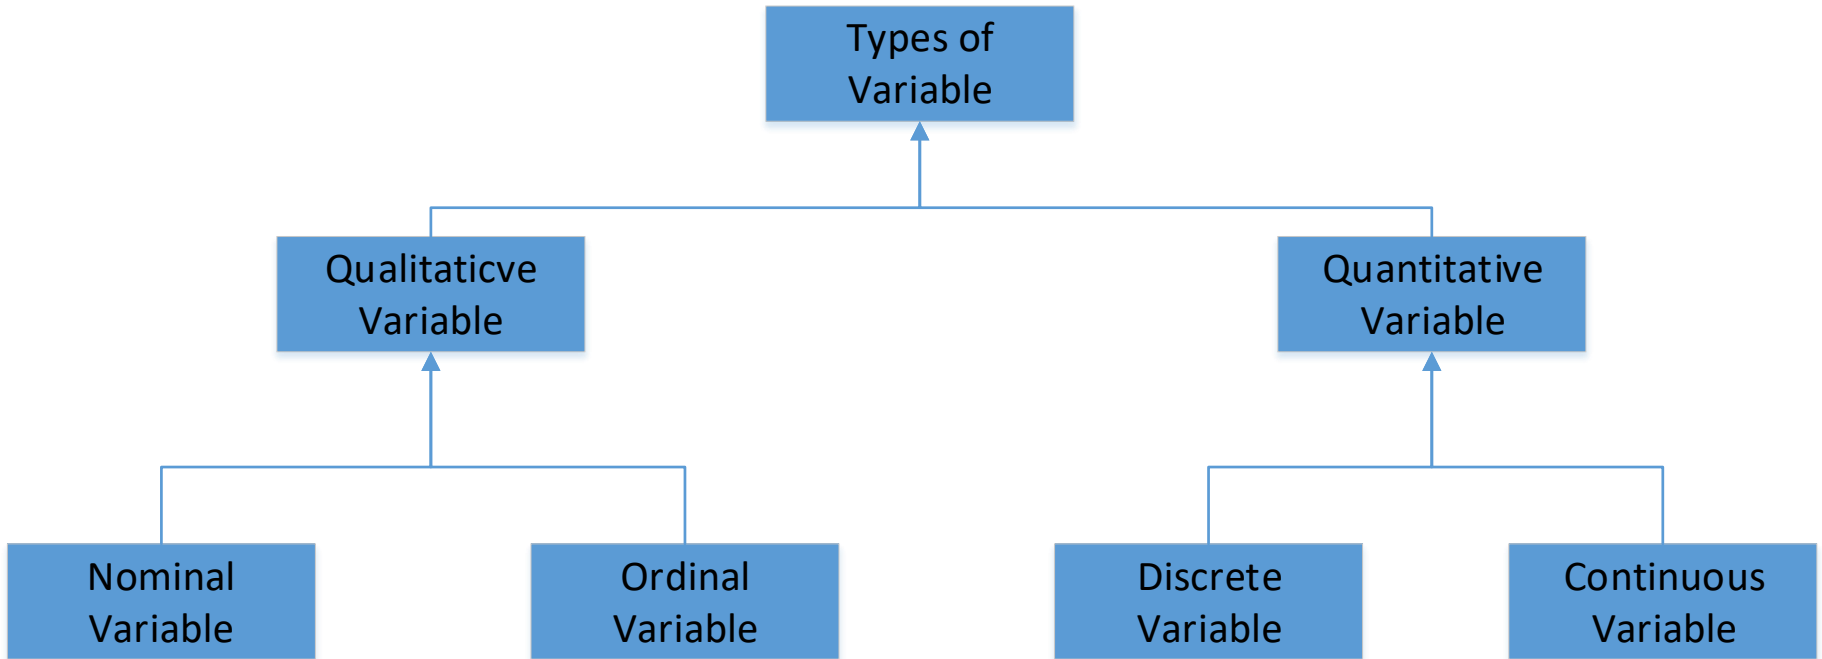 Types of
Variable
Qualitaticve
Variable
Quantitative
Variable
Nominal
Variable
Ordinal
Variable
Discrete
Variable
Continuous
Variable